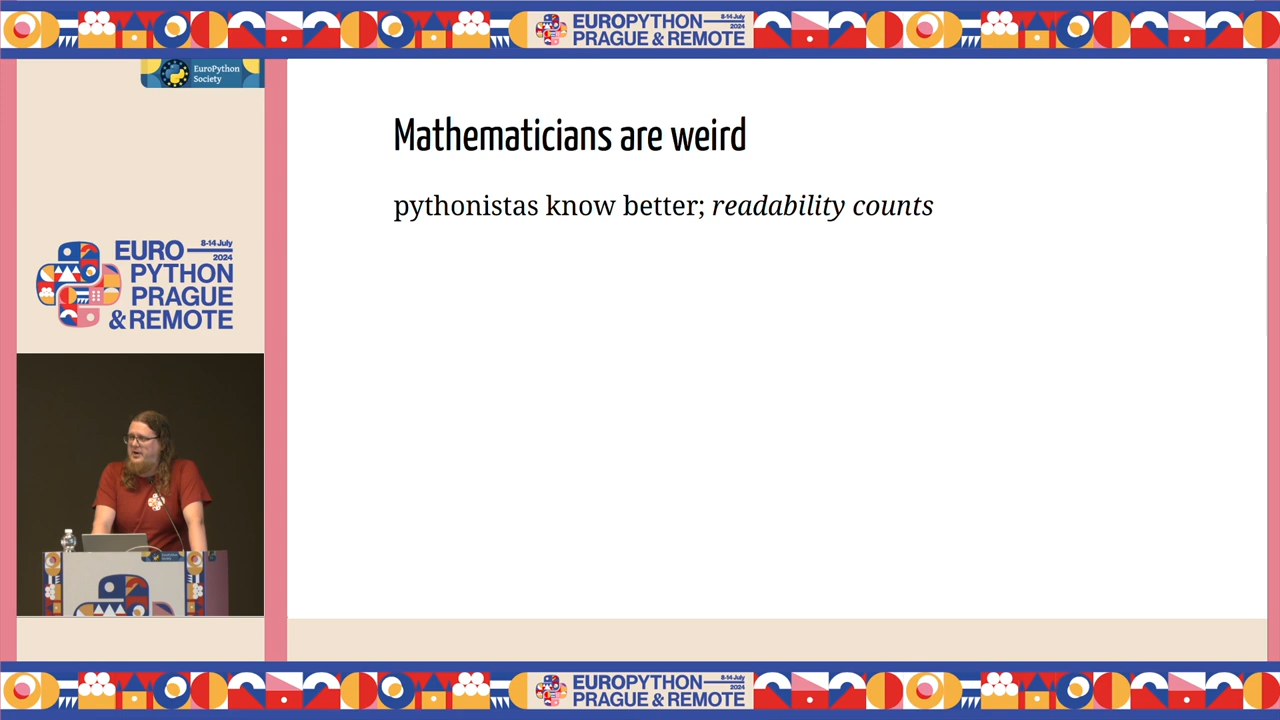 EUROPYTHON
8-14 July
2024
PRAGUE & REMOTE
EuroPython
Society
Mathematicians are weird
pythonistas know better; readability counts
EURO
8-14 July
2024
PYTHON
PRAGUE
& REMOTE
EUROPYTHON
8-14 July
2024
PRAGUE & REMOTE